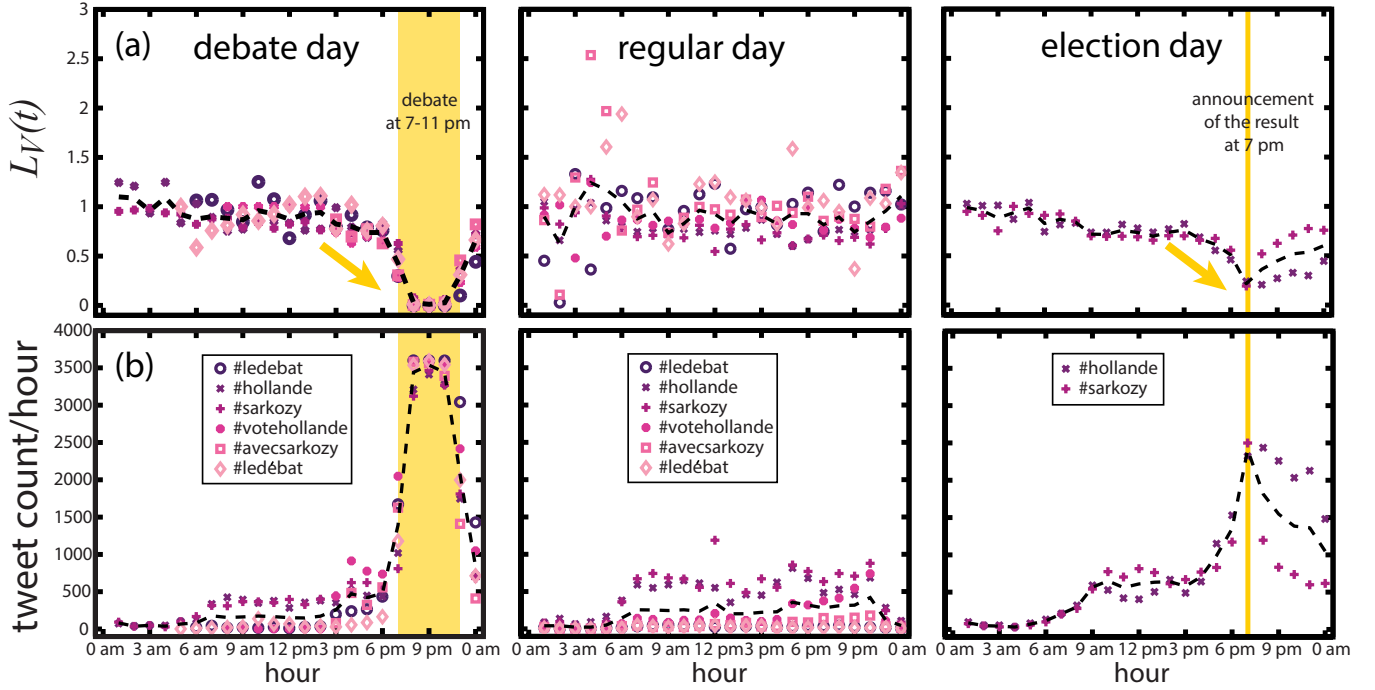 (a)
debate day
regular day
election day
debate
at 7-11 pm
announcement
of the result
at 7 pm
L_V(t)
3
2.5
2
1.5
1
0.5
0
(b)
tweet count/hour
4000
3500
3000
2500
2000
1500
1000
500
0
#ledebat
#hollande
#sarkozy
#votehollande
#avecsarkozy
#ledébat
#ledebat
#hollande
#sarkozy
#votehollande
#avecsarkozy
#ledébat
#hollande
#sarkozy
0 am 3 am 6 am 9 am 0 pm 3 pm 6 pm 9 pm 0 am
0 am 3 am 6 am 9 am 0 pm 3 pm 6 pm 9 pm 0 am
0 am 3 am 6 am 9 am 0 pm 3 pm 6 pm 9 pm 0 am
hour
hour
hour